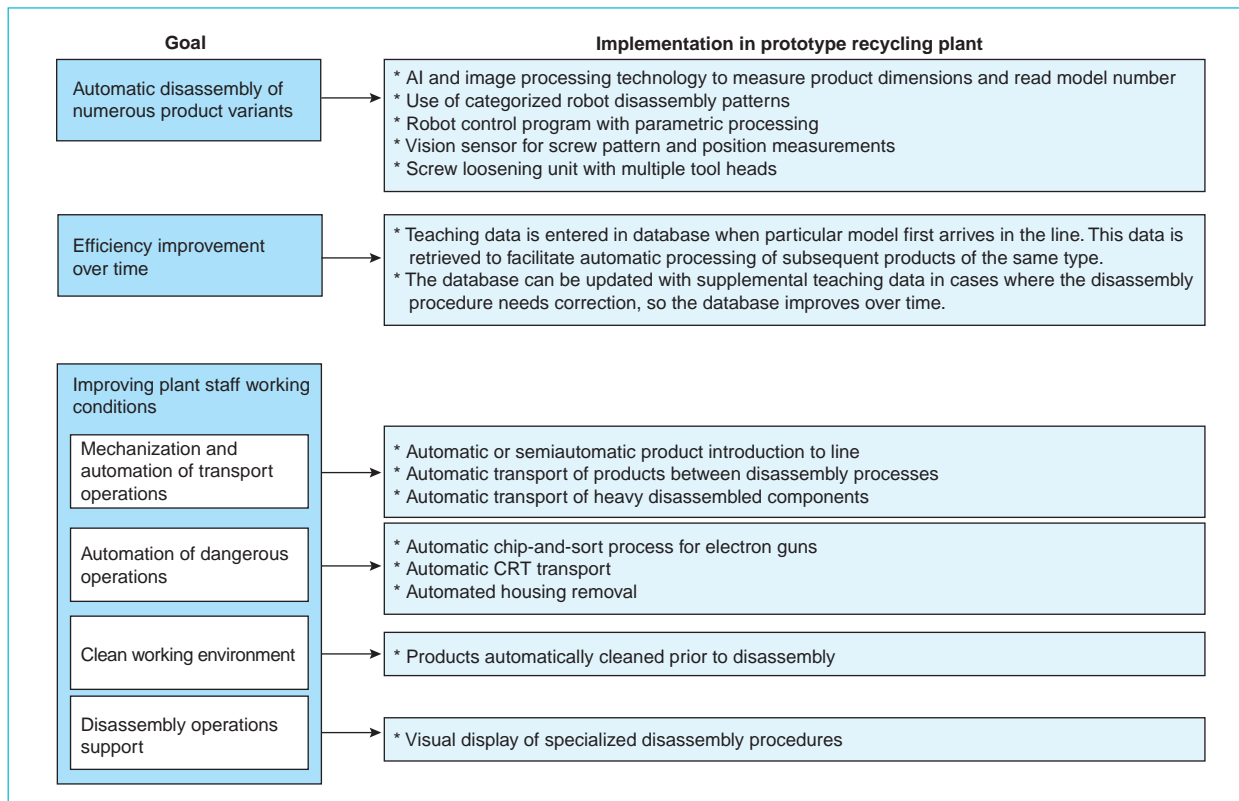 Goal
Implementation in prototype recycling plant
Automatic disassembly of
numerous product variants
* AI and image processing technology to measure product dimensions and read model number
* Use of categorized robot disassembly patterns
* Robot control program with parametric processing
* Vision sensor for screw pattern and position measurements
* Screw loosening unit with multiple tool heads
Efficiency improvement
over time
* Teaching data is entered in database when particular model first arrives in the line. This data is
retrieved to facilitate automatic processing of subsequent products of the same type.
* The database can be updated with supplemental teaching data in cases where the disassembly
procedure needs correction, so the database improves over time.
Improving plant staff working
conditions
Mechanization and
automation of transport
operations
* Automatic or semiautomatic product introduction to line
* Automatic transport of products between disassembly processes
* Automatic transport of heavy disassembled components
Automation of dangerous
operations
* Automatic chip-and-sort process for electron guns
* Automatic CRT transport
* Automated housing removal
Clean working environment
* Products automatically cleaned prior to disassembly
Disassembly operations
support
* Visual display of specialized disassembly procedures